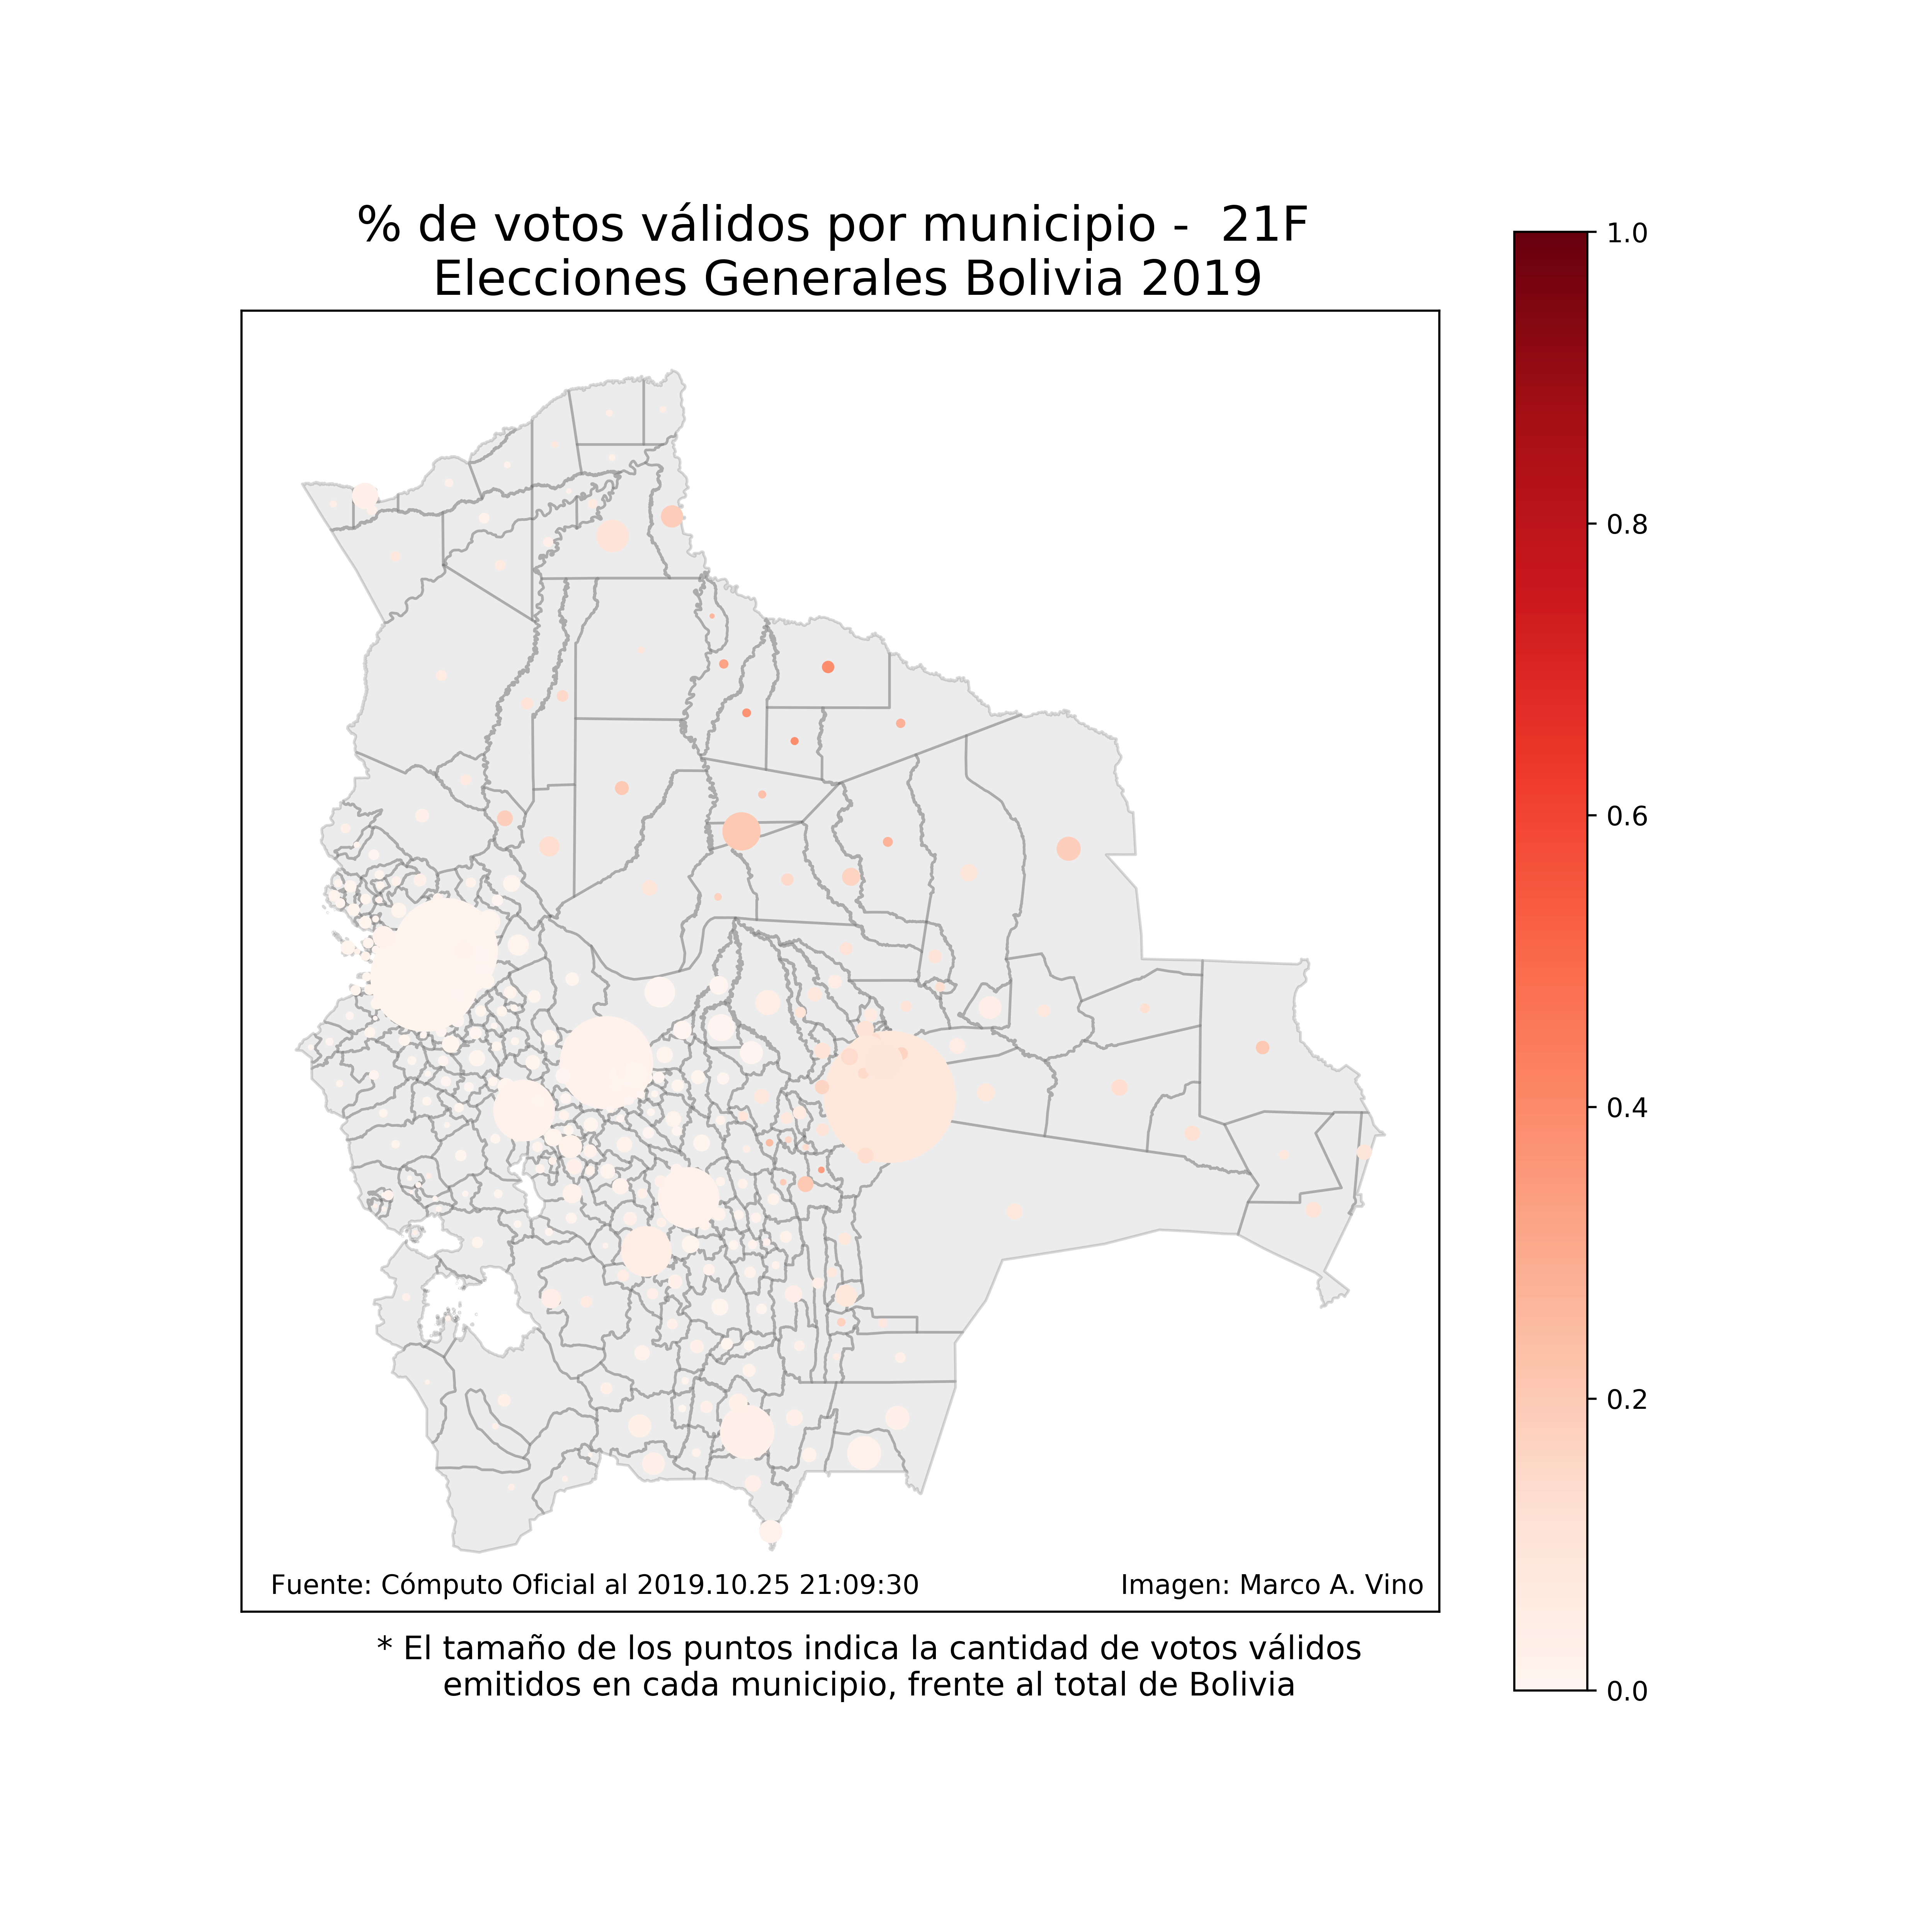 % de votos válidos por municipio -  21F
Elecciones Generales Bolivia 2019
1.0
0.8
0.6
0.4
0.2
0.0
Fuente: Cómputo Oficial al 2019.10.25 21:09:30
Imagen: Marco A. Vino
* El tamaño de los puntos indica la cantidad de votos válidos
emitidos en cada municipio, frente al total de Bolivia